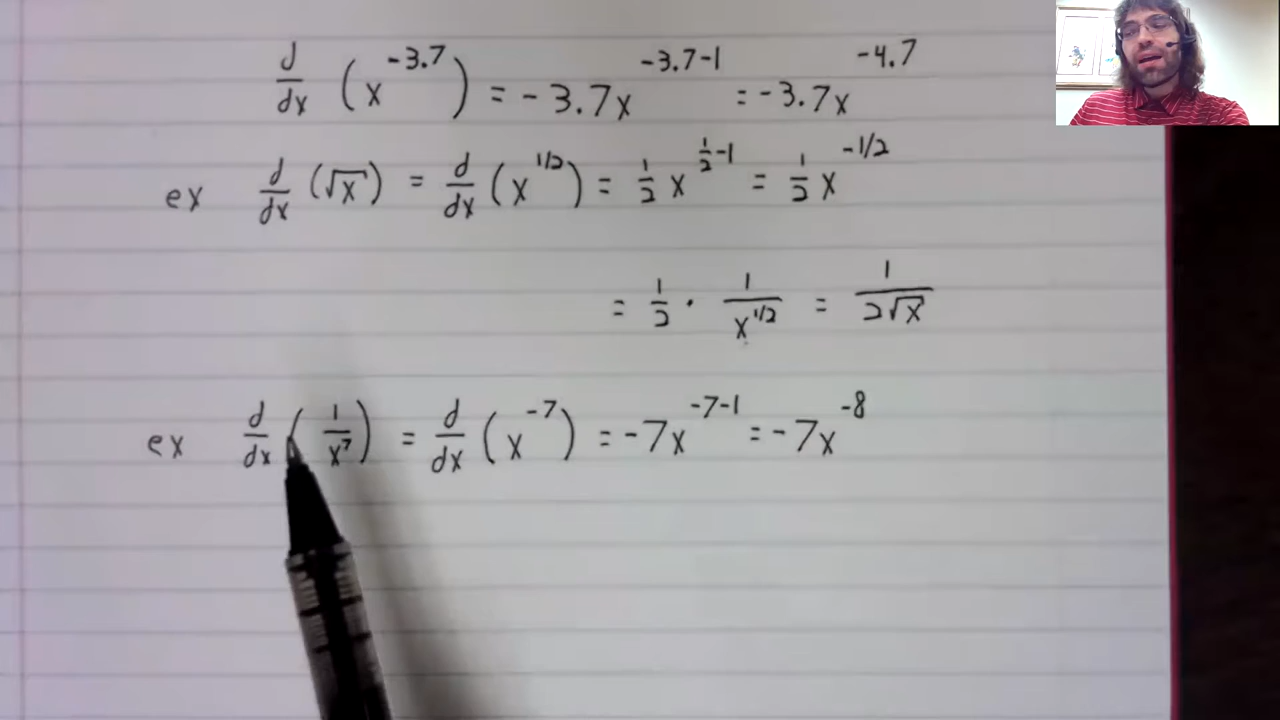 d/dx (x^-3.7) = -3.7x^-3.7-1 = -3.7x^-4.7
ex d/dx (√x) = d/dx (x^1/2) = 1/2 x^1/2-1 = 1/2 x^-1/2
= 1/2 · 1/x^1/2 = 1/2√x
ex d/dx (1/x^7) = d/dx (x^-7) = -7x^-7-1 = -7x^-8